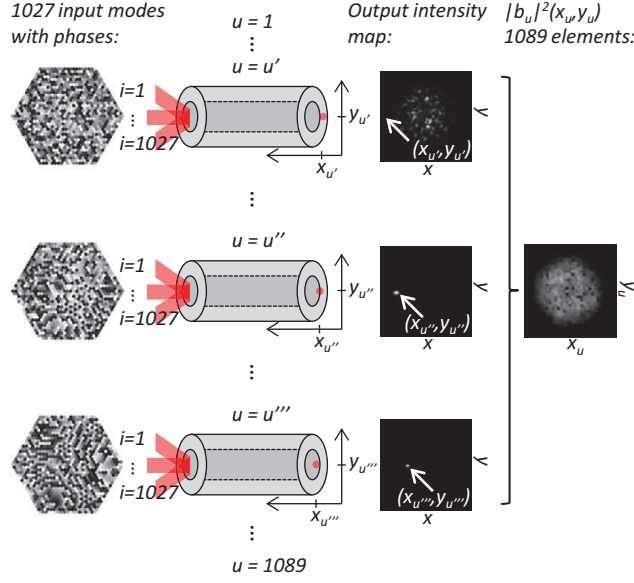 1027 input modes
with phases:
u = 1
...
u = u'
Output intensity
map:
|b_u|²(x_u,y_u)
1089 elements:
i=1
...
i=1027
y_u'
x_u'
(x_u',y_u')
y
x
...
u = u''
i=1
...
i=1027
y_u''
x_u''
(x_u'',y_u'')
y
x
y_u
x_u
...
u = u'''
i=1
...
i=1027
y_u'''
x_u'''
(x_u''',y_u''')
y
x
...
u = 1089